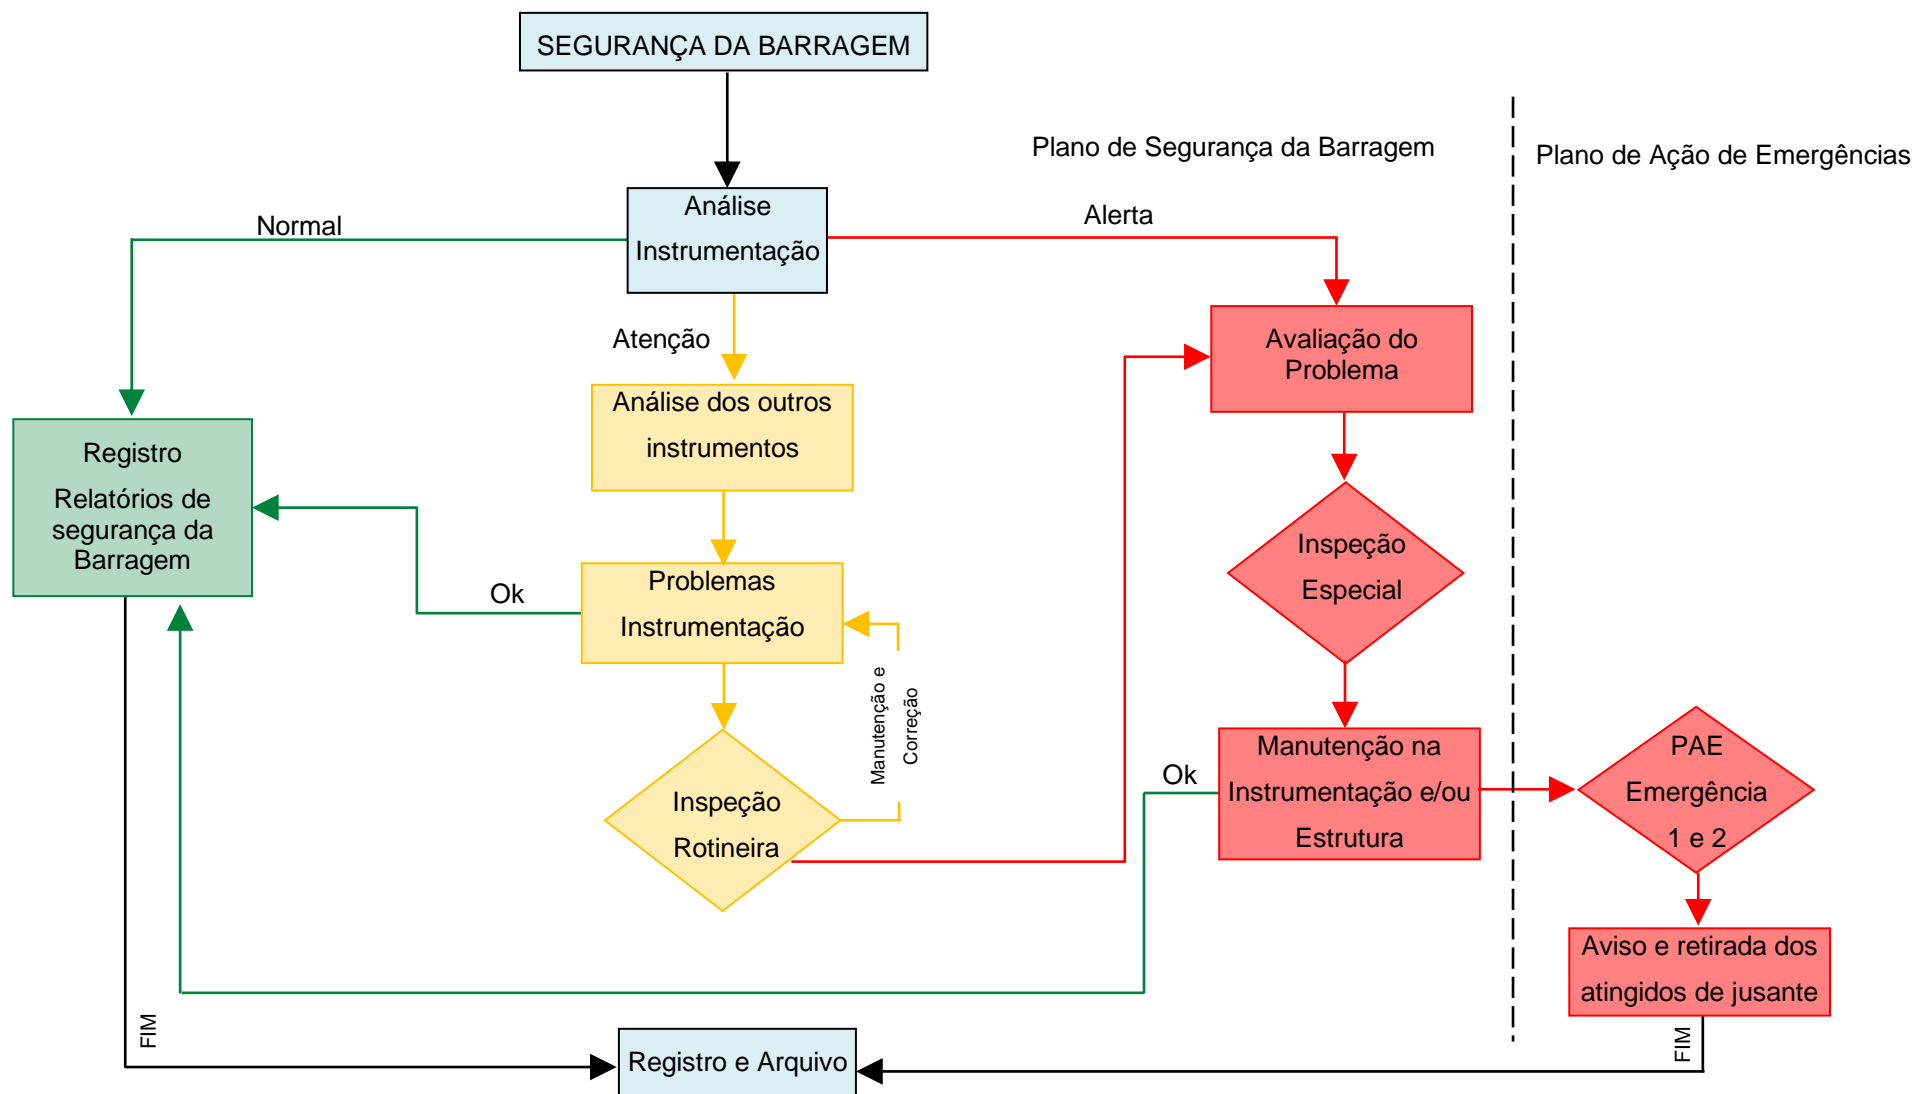 SEGURANÇA DA BARRAGEM
Plano de Segurança da Barragem
Plano de Ação de Emergências
Análise
Instrumentação
Normal
Alerta
Atenção
Avaliação do
Problema
Análise dos outros
instrumentos
Registro
Relatórios de
segurança da
Barragem
Inspeção
Especial
Problemas
Instrumentação
Ok
Manutenção e
Correção
Inspeção
Rotineira
Manutenção na
Instrumentação e/ou
Estrutura
Ok
PAE
Emergência
1 e 2
Aviso e retirada dos
atingidos de jusante
FIM
FIM
Registro e Arquivo